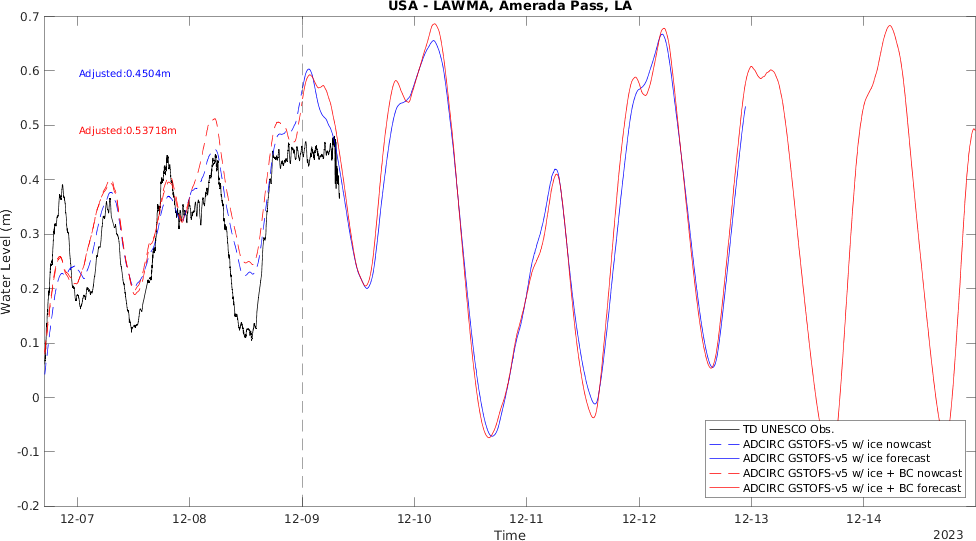 USA - LAWMA, Amerada Pass, LA
0.7
0.6
0.5
0.4
0.3
0.2
0.1
0
-0.1
-0.2
Water Level (m)
Adjusted:0.4504m
Adjusted:0.53718m
TD UNESCO Obs.
ADCIRC GSTOFS-v5 w/ ice nowcast
ADCIRC GSTOFS-v5 w/ ice forecast
ADCIRC GSTOFS-v5 w/ ice + BC nowcast
ADCIRC GSTOFS-v5 w/ ice + BC forecast
12-07 12-08 12-09 12-10 12-11 12-12 12-13 12-14
Time
2023